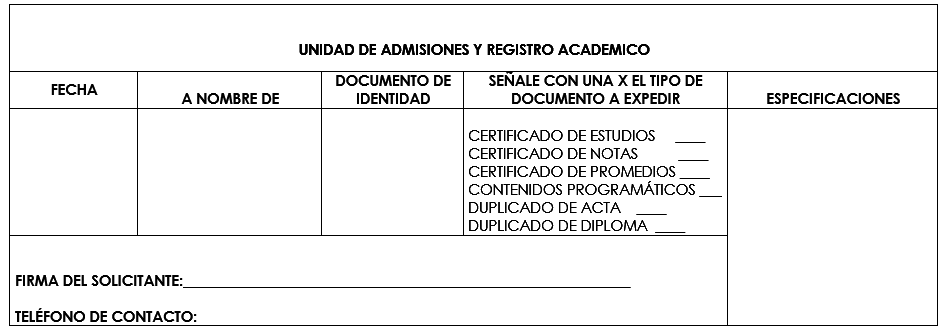 UNIDAD DE ADMISIONES Y REGISTRO ACADEMICO
FECHA
A NOMBRE DE
DOCUMENTO DE
IDENTIDAD
SEÑALE CON UNA X EL TIPO DE
DOCUMENTO A EXPEDIR
ESPECIFICACIONES
CERTIFICADO DE ESTUDIOS ____
CERTIFICADO DE NOTAS ____
CERTIFICADO DE PROMEDIOS ____
CONTENIDOS PROGRAMÁTICOS ___
DUPLICADO DE ACTA ____
DUPLICADO DE DIPLOMA ____
FIRMA DEL SOLICITANTE:____________________________________________________
TELÉFONO DE CONTACTO: